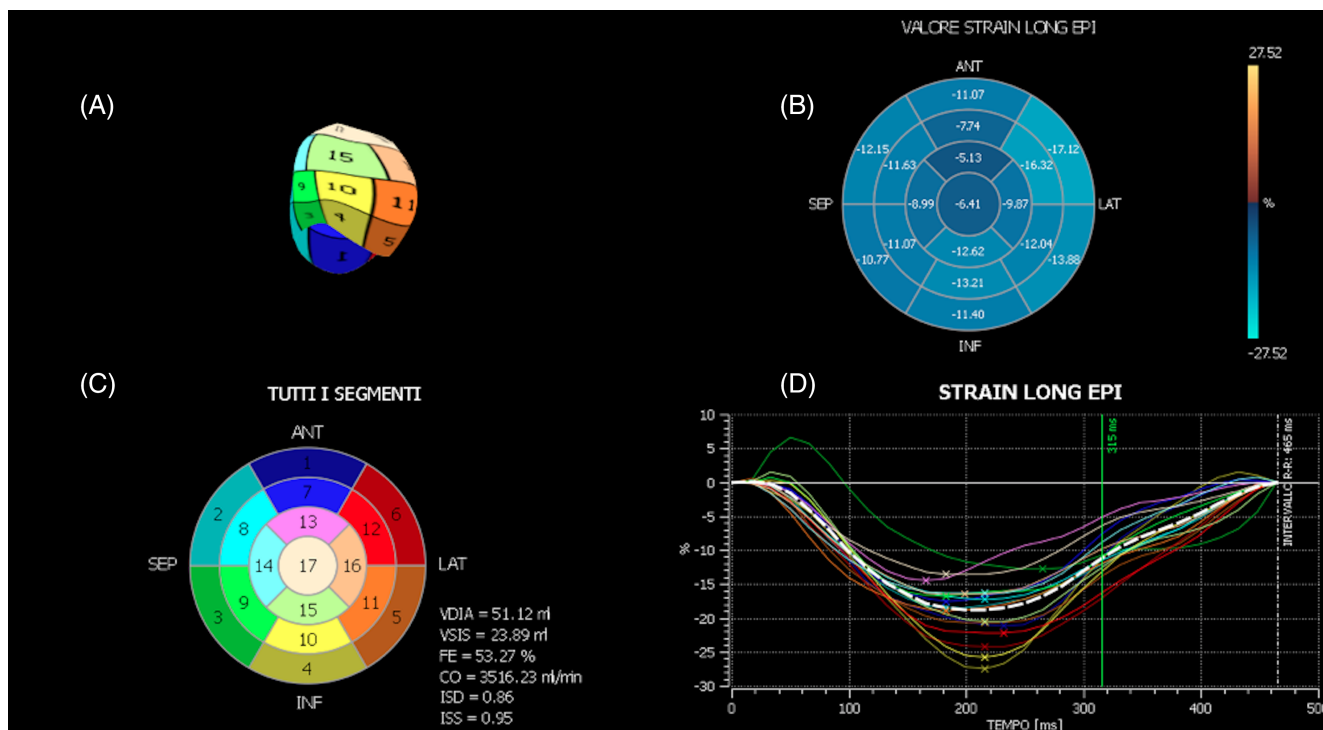 (A)
15
10
11
9
3
4
5
1
(B)
VALORE STRAIN LONG EPI
27.52
ANT
-11.07
-7.74
-12.15
-17.12
-11.63
-5.13
-16.32
SEP
-8.99
-6.41
-9.87
LAT
%
-11.07
-12.62
-12.04
-10.77
-13.88
-13.21
-11.40
INF
-27.52
(C)
TUTTI I SEGMENTI
ANT
1
7
2
6
8
13
12
SEP
14
17
16
LAT
9
15
11
3
5
10
4
INF
VDIA = 51.12 ml
VSIS = 23.89 ml
FE = 53.27 %
CO = 3516.23 ml/min
ISD = 0.86
ISS = 0.95
(D)
STRAIN LONG EPI
10
5
0
-5
-10
-15
-20
-25
-30
%
315 ms
INTERVALLO R-R: 465 ms
0
100
200
300
400
500
TEMPO [ms]